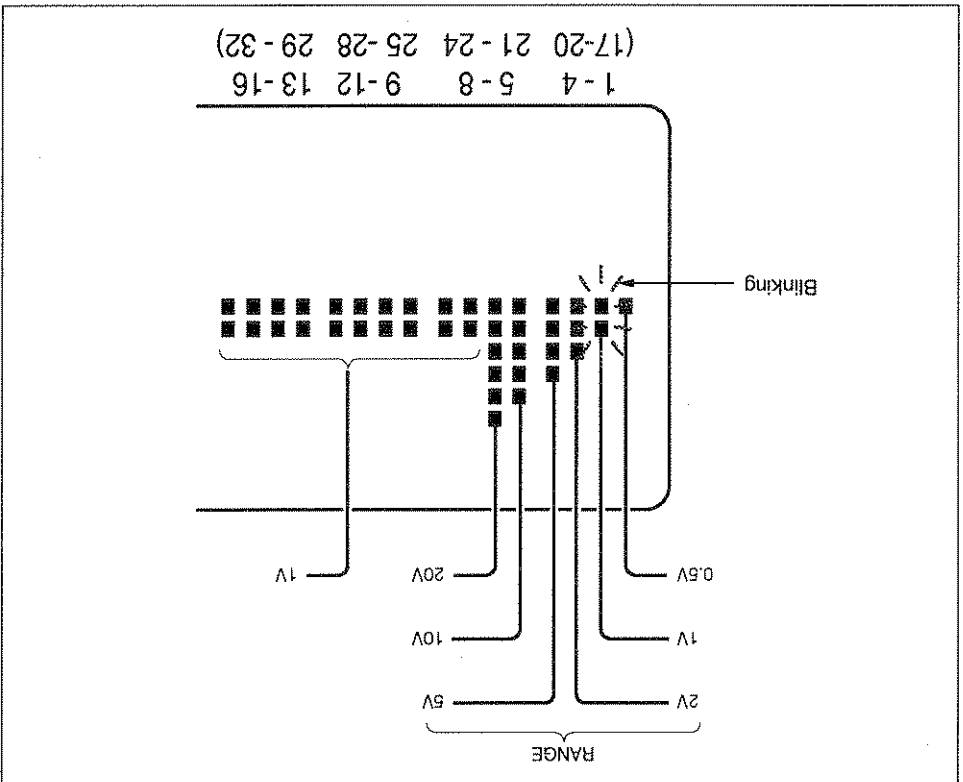 RANGE
2V 5V
1V 10V
0.5V 20V 1V
Blinking
1 - 4 5 - 8 9 -12 13 -16
(17-20 21 - 24 25 -28 29 - 32)